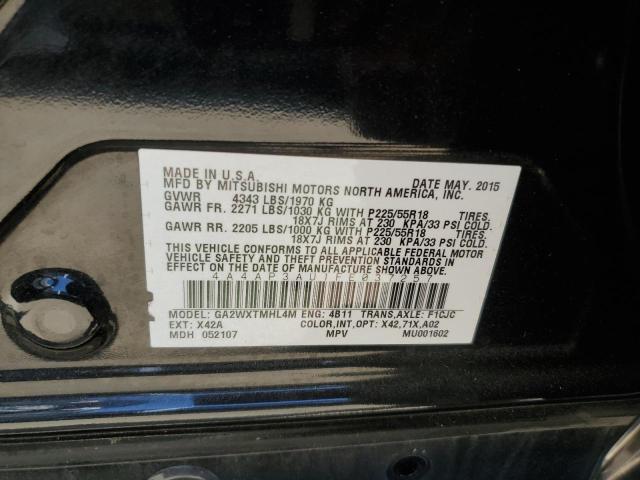 MADE IN U.S.A. DATE MAY. 2015
MFD BY MITSUBISHI MOTORS NORTH AMERICA, INC.
GVWR 4343 LBS/1970 KG
GAWR FR. 2271 LBS/1030 KG WITH P225/55R18 TIRES.
18X7J RIMS AT 230 KPA/33 PSI COLD.
GAWR RR. 2205 LBS/1000 KG WITH P225/55R18 TIRES.
18X7J RIMS AT 230 KPA/33 PSI COLD.
THIS VEHICLE CONFORMS TO ALL APPLICABLE FEDERAL MOTOR
VEHICLE SAFETY AND THEFT PREVENTION STANDARDS IN
EFFECT ON THE DATE OF MANUFACTURE SHOWN ABOVE.
4A4AP3AU1FE037257
MODEL: GA2WXTMHL4M ENG: 4B11 TRANS,AXLE: F1CJC
EXT: X42A COLOR,INT,OPT: X42,71X,A02
MDH 052107 MPV MU001602